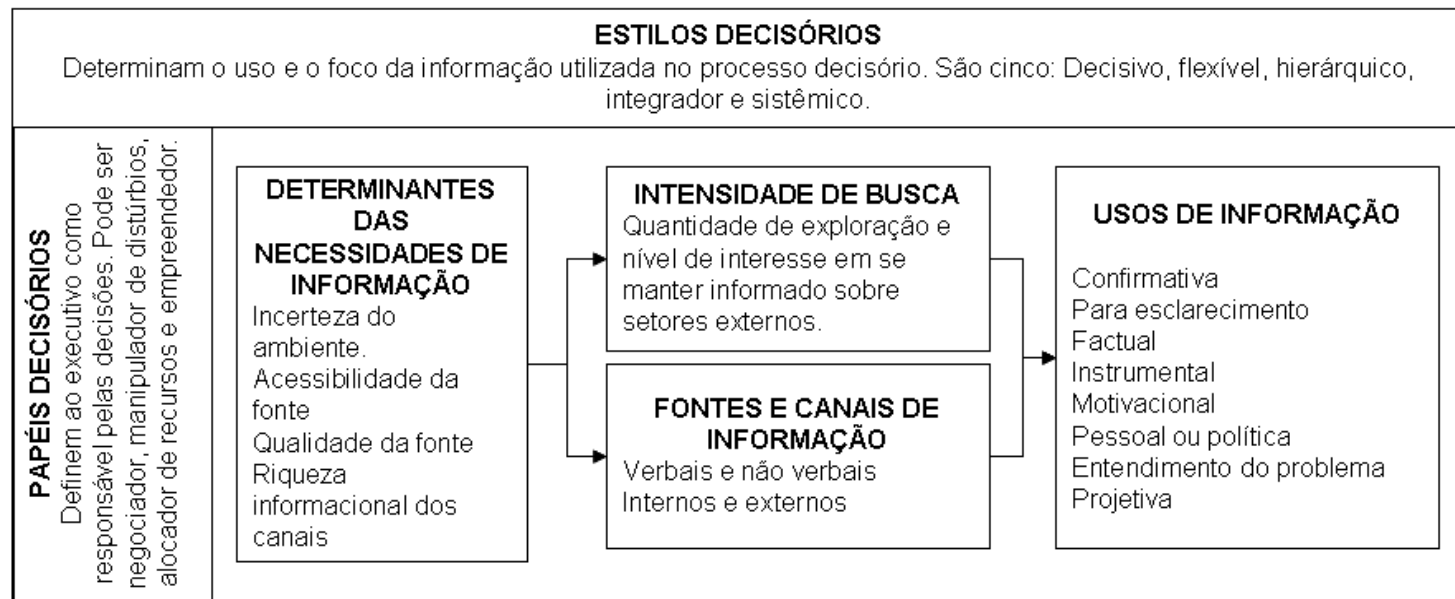 ESTILOS DECISÓRIOS
Determinam o uso e o foco da informação utilizada no processo decisório. São cinco: Decisivo, flexível, hierárquico,
integrador e sistêmico.
PAPÉIS DECISÓRIOS
Definem ao executivo como
responsável pelas decisões. Pode ser
negociador, manipulador de distúrbios,
alocador de recursos e empreendedor.
DETERMINANTES
DAS
NECESSIDADES DE
INFORMAÇÃO
Incerteza do
ambiente.
Acessibilidade da
fonte
Qualidade da fonte
Riqueza
informacional dos
canais
INTENSIDADE DE BUSCA
Quantidade de exploração e
nível de interesse em se
manter informado sobre
setores externos.
FONTES E CANAIS DE
INFORMAÇÃO
Verbais e não verbais
Internos e externos
USOS DE INFORMAÇÃO
Confirmativa
Para esclarecimento
Factual
Instrumental
Motivacional
Pessoal ou política
Entendimento do problema
Projetiva